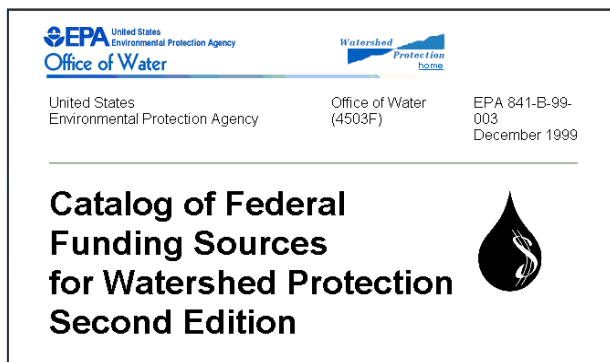 EPA United States
Environmental Protection Agency
Office of Water
Watershed
Protection
home
United States
Environmental Protection Agency
Office of Water
(4503F)
EPA 841-B-99-
003
December 1999
Catalog of Federal
Funding Sources
for Watershed Protection
Second Edition
$